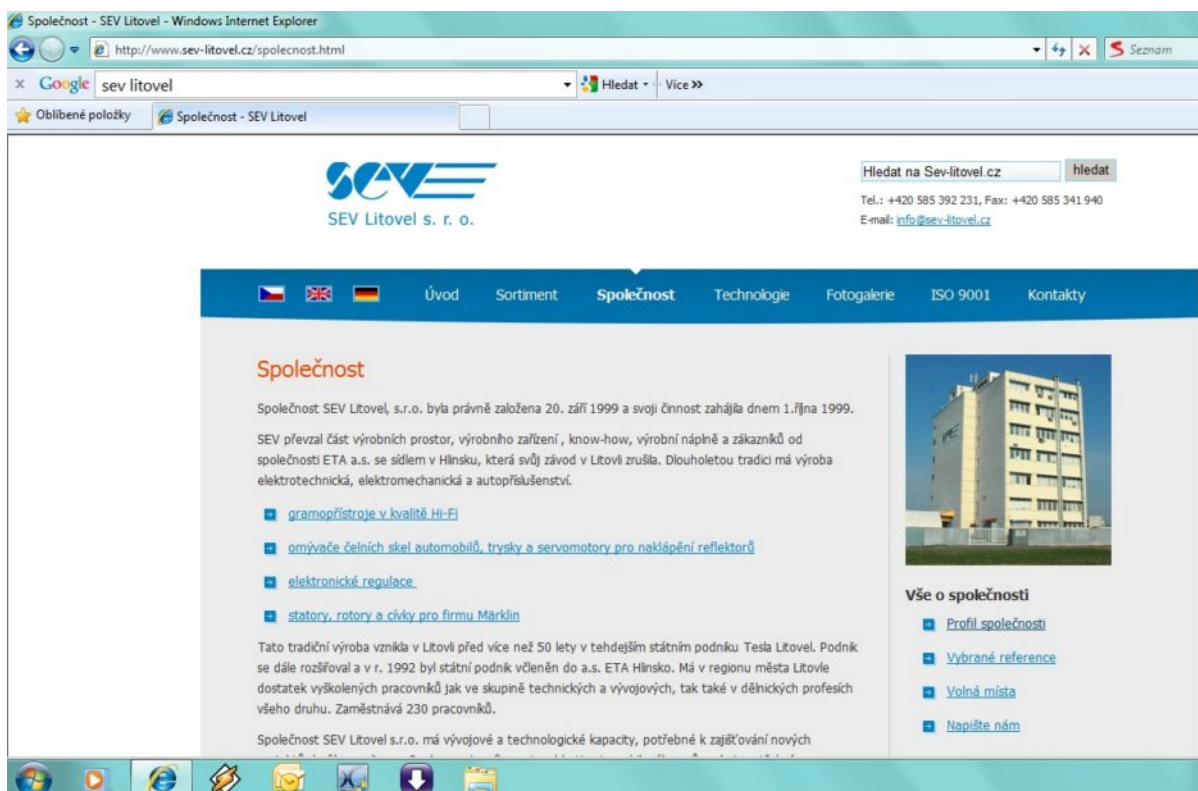 Společnost - SEV Litovel - Windows Internet Explorer
http://www.sev-litovel.cz/spolecnost.html
Seznam
x Google sev litovel Hledat Více »
Oblíbené položky Společnost - SEV Litovel
SEV
SEV Litovel s. r. o.
Hledat na Sev-litovel.cz hledat
Tel.: +420 585 392 231, Fax: +420 585 341 940
E-mail: info@sev-litovel.cz
Úvod Sortiment Společnost Technologie Fotogalerie ISO 9001 Kontakty
Společnost
Společnost SEV Litovel, s.r.o. byla právně založena 20. září 1999 a svoji činnost zahájila dnem 1.října 1999.
SEV převzal část výrobních prostor, výrobního zařízení , know-how, výrobní náplně a zákazníků od
společnosti ETA a.s. se sídlem v Hlinsku, která svůj závod v Litovli zrušila. Dlouholetou tradici má výroba
elektrotechnická, elektromechanická a autopříslušenství.
gramopřístroje v kvalitě Hi-Fi
omývače čelních skel automobilů, trysky a servomotory pro naklápění reflektorů
elektronické regulace
statory, rotory a cívky pro firmu Märklin
Tato tradiční výroba vznikla v Litovli před více než 50 lety v tehdejším státním podniku Tesla Litovel. Podnik
se dále rozšiřoval a v r. 1992 byl státní podnik včleněn do a.s. ETA Hlinsko. Má v regionu města Litovle
dostatek vyškolených pracovníků jak ve skupině technických a vývojových, tak také v dělnických profesích
všeho druhu. Zaměstnává 230 pracovníků.
Společnost SEV Litovel s.r.o. má vývojové a technologické kapacity, potřebné k zajišťování nových
Vše o společnosti
Profil společnosti
Vybrané reference
Volná místa
Napište nám